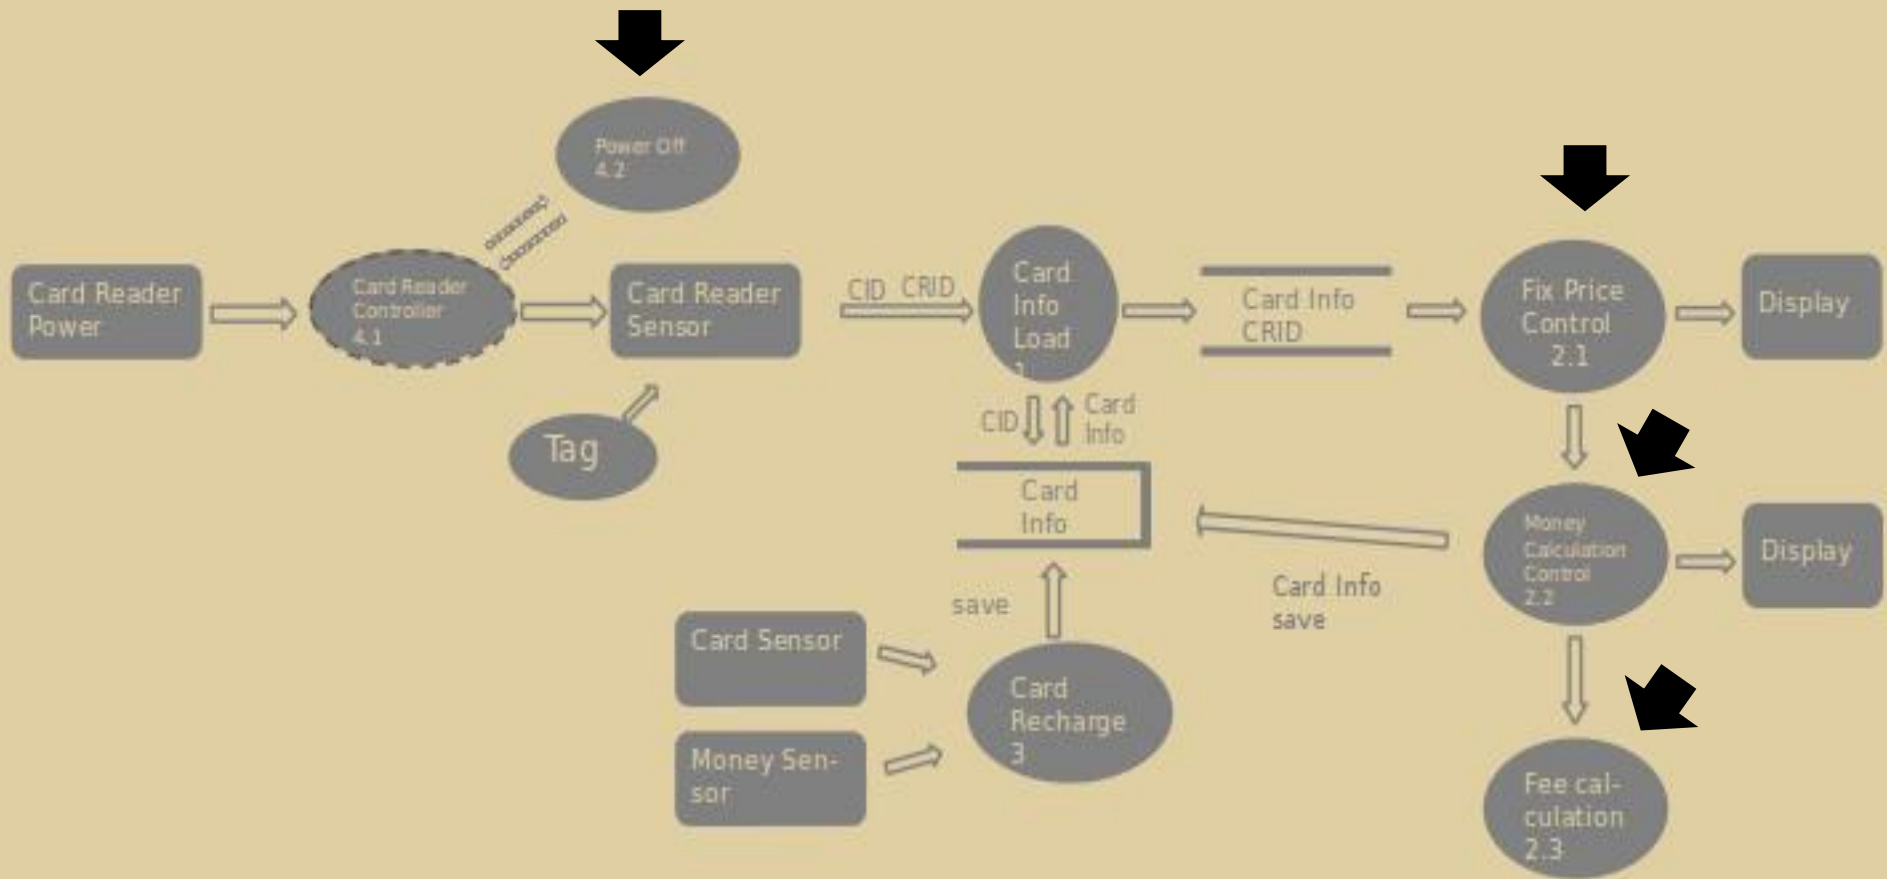 Power Off
4.2
Card Reader
Power
Card Reader
Controller
4.1
Card Reader
Sensor
Tag
CID CRID
Card
Info
Load
1
Card Info
CRID
Fix Price
Control
2.1
Display
CID
Card
Info
Card
Info
Money
Calculation
Control
2.2
Display
Card Info
save
save
Card Sensor
Money Sen-
sor
Card
Recharge
3
Fee cal-
culation
2.3